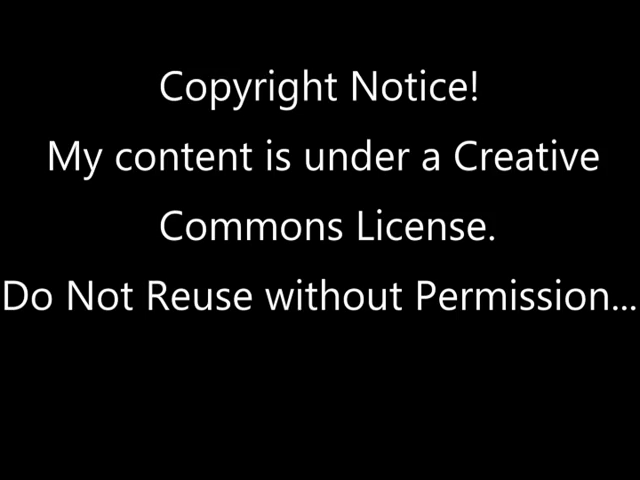 Copyright Notice!
My content is under a Creative
Commons License.
Do Not Reuse without Permission...